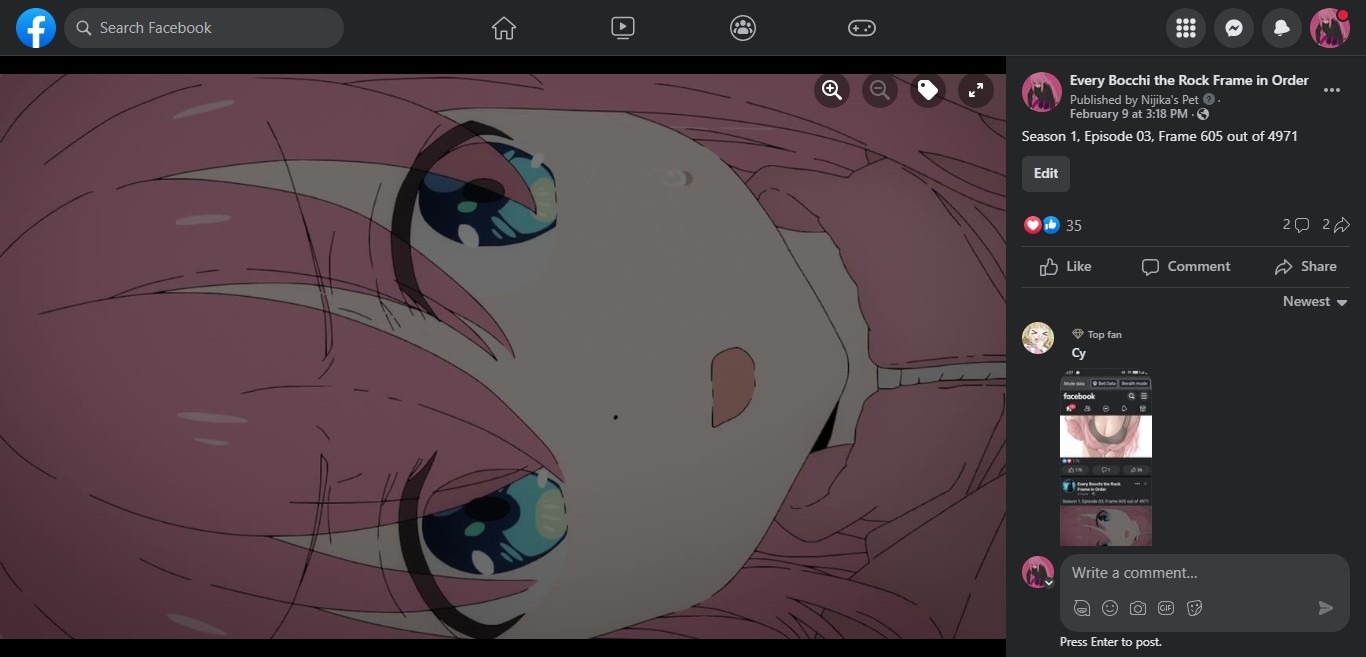 Search Facebook
Every Bocchi the Rock Frame in Order
Published by Nijika's Pet ·
February 9 at 3:18 PM ·
Season 1, Episode 03, Frame 605 out of 4971
Edit
35
2
2
Like
Comment
Share
Newest
Top fan
Cy
facebook
Every Bocchi the Rock
Frame in Order
Season 1, Episode 03, Frame 605 out of 4971
Write a comment...
GIF
Press Enter to post.